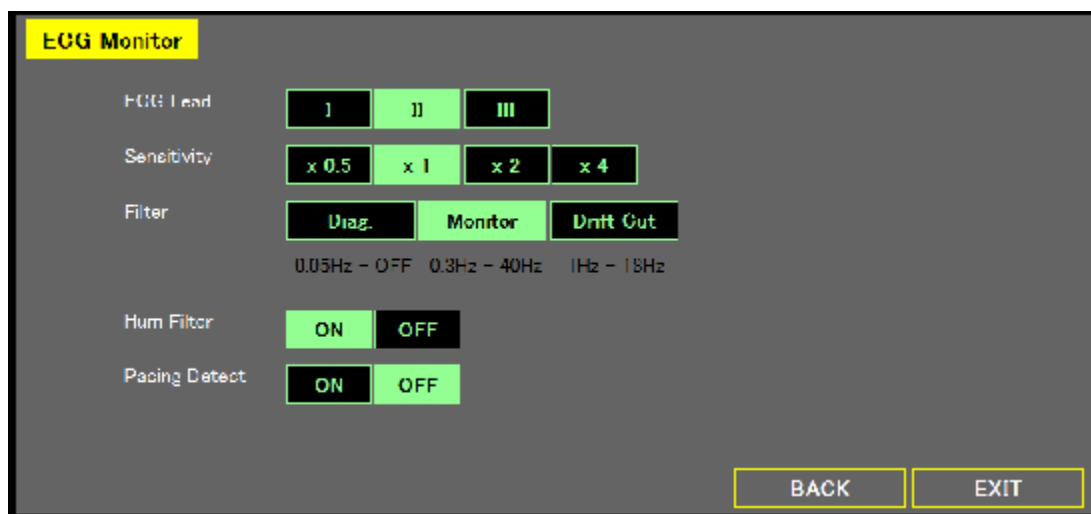 ECG Monitor
ECG Lead I II III
Sensitivity x 0.5 x 1 x 2 x 4
Filter Diag. Monitor Drift Cut
0.05Hz - OFF 0.3Hz - 40Hz 1Hz - 18Hz
Hum Filter ON OFF
Pacing Detect ON OFF
BACK EXIT